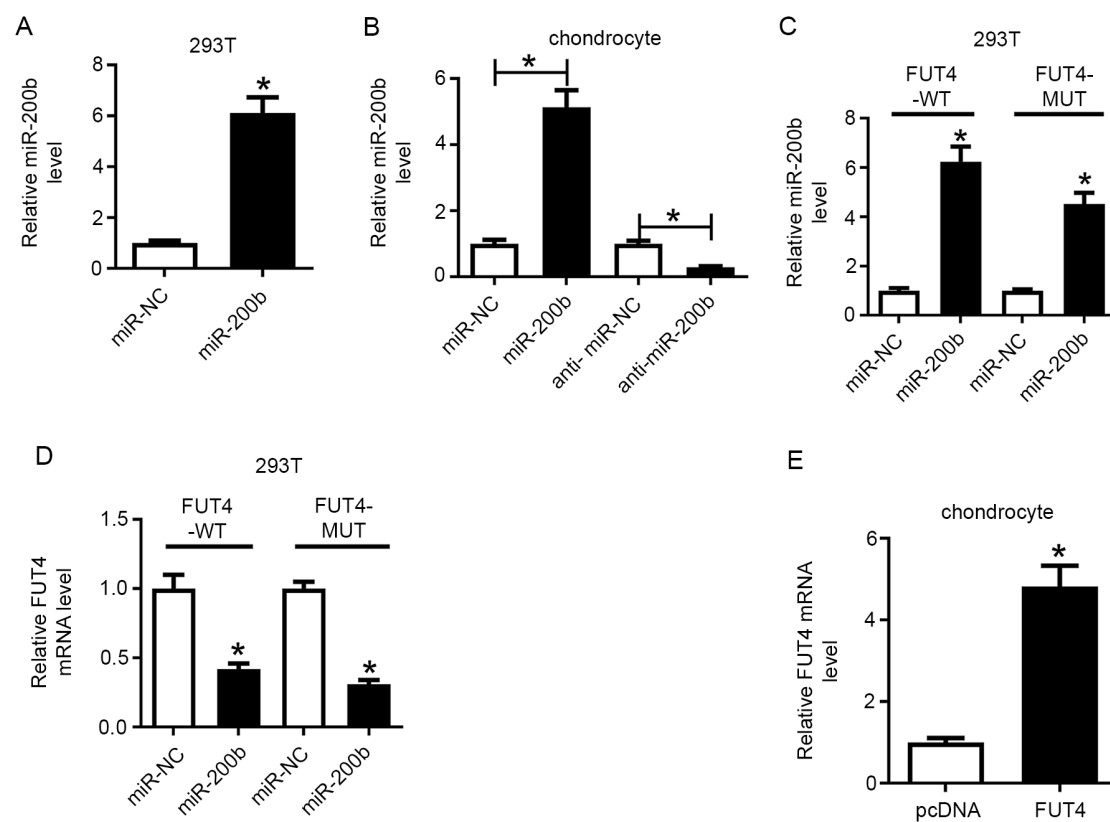 A
293T
Relative miR-200b
level
8
6
4
2
0
*
miR-NC
miR-200b
B
chondrocyte
Relative miR-200b
level
6
4
2
0
*
*
miR-NC
miR-200b
anti- miR-NC
anti-miR-200b
C
293T
FUT4
-WT
FUT4-
MUT
Relative miR-200b
level
8
6
4
2
0
*
*
miR-NC
miR-200b
miR-NC
miR-200b
D
293T
FUT4
-WT
FUT4-
MUT
Relative FUT4
mRNA level
1.5
1.0
0.5
0.0
*
*
miR-NC
miR-200b
miR-NC
miR-200b
E
chondrocyte
Relative FUT4 mRNA
level
6
4
2
0
*
pcDNA
FUT4